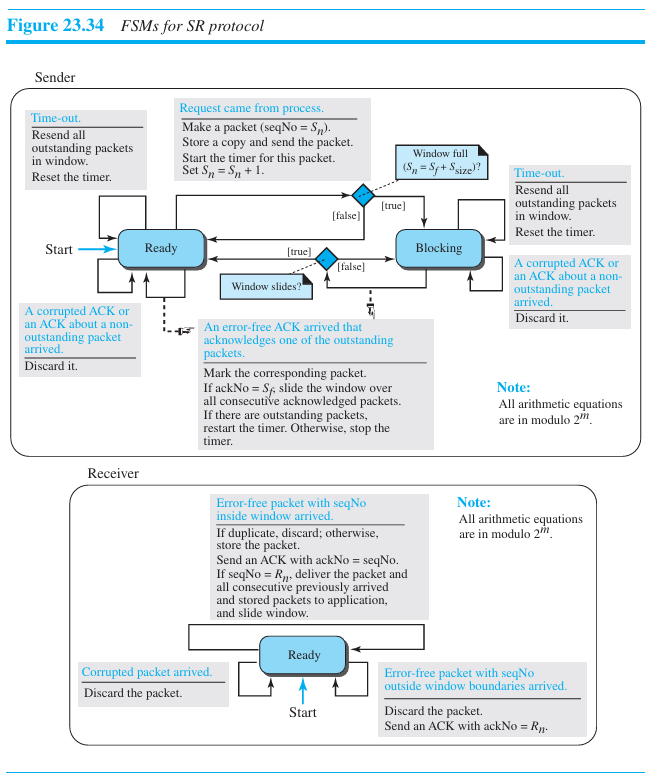 Figure 23.34 FSMs for SR protocol
Sender
Time-out.
Resend all
outstanding packets
in window.
Reset the timer.
Request came from process.
Make a packet (seqNo = Sn).
Store a copy and send the packet.
Start the timer for this packet.
Set Sn = Sn + 1.
Window full
(Sn = Sf + Ssize)?
Time-out.
Resend all
outstanding packets
in window.
Reset the timer.
[false]
[true]
Start
Ready
[true]
[false]
Blocking
Window slides?
A corrupted ACK or
an ACK about a non-
outstanding packet
arrived.
Discard it.
A corrupted ACK or
an ACK about a non-
outstanding packet
arrived.
Discard it.
An error-free ACK arrived that
acknowledges one of the outstanding
packets.
Mark the corresponding packet.
If ackNo = Sf, slide the window over
all consecutive acknowledged packets.
If there are outstanding packets,
restart the timer. Otherwise, stop the
timer.
Note:
All arithmetic equations
are in modulo 2^m.
Receiver
Error-free packet with seqNo
inside window arrived.
If duplicate, discard; otherwise,
store the packet.
Send an ACK with ackNo = seqNo.
If seqNo = Rn, deliver the packet and
all consecutive previously arrived
and stored packets to application,
and slide window.
Note:
All arithmetic equations
are in modulo 2^m.
Ready
Corrupted packet arrived.
Discard the packet.
Start
Error-free packet with seqNo
outside window boundaries arrived.
Discard the packet.
Send an ACK with ackNo = Rn.